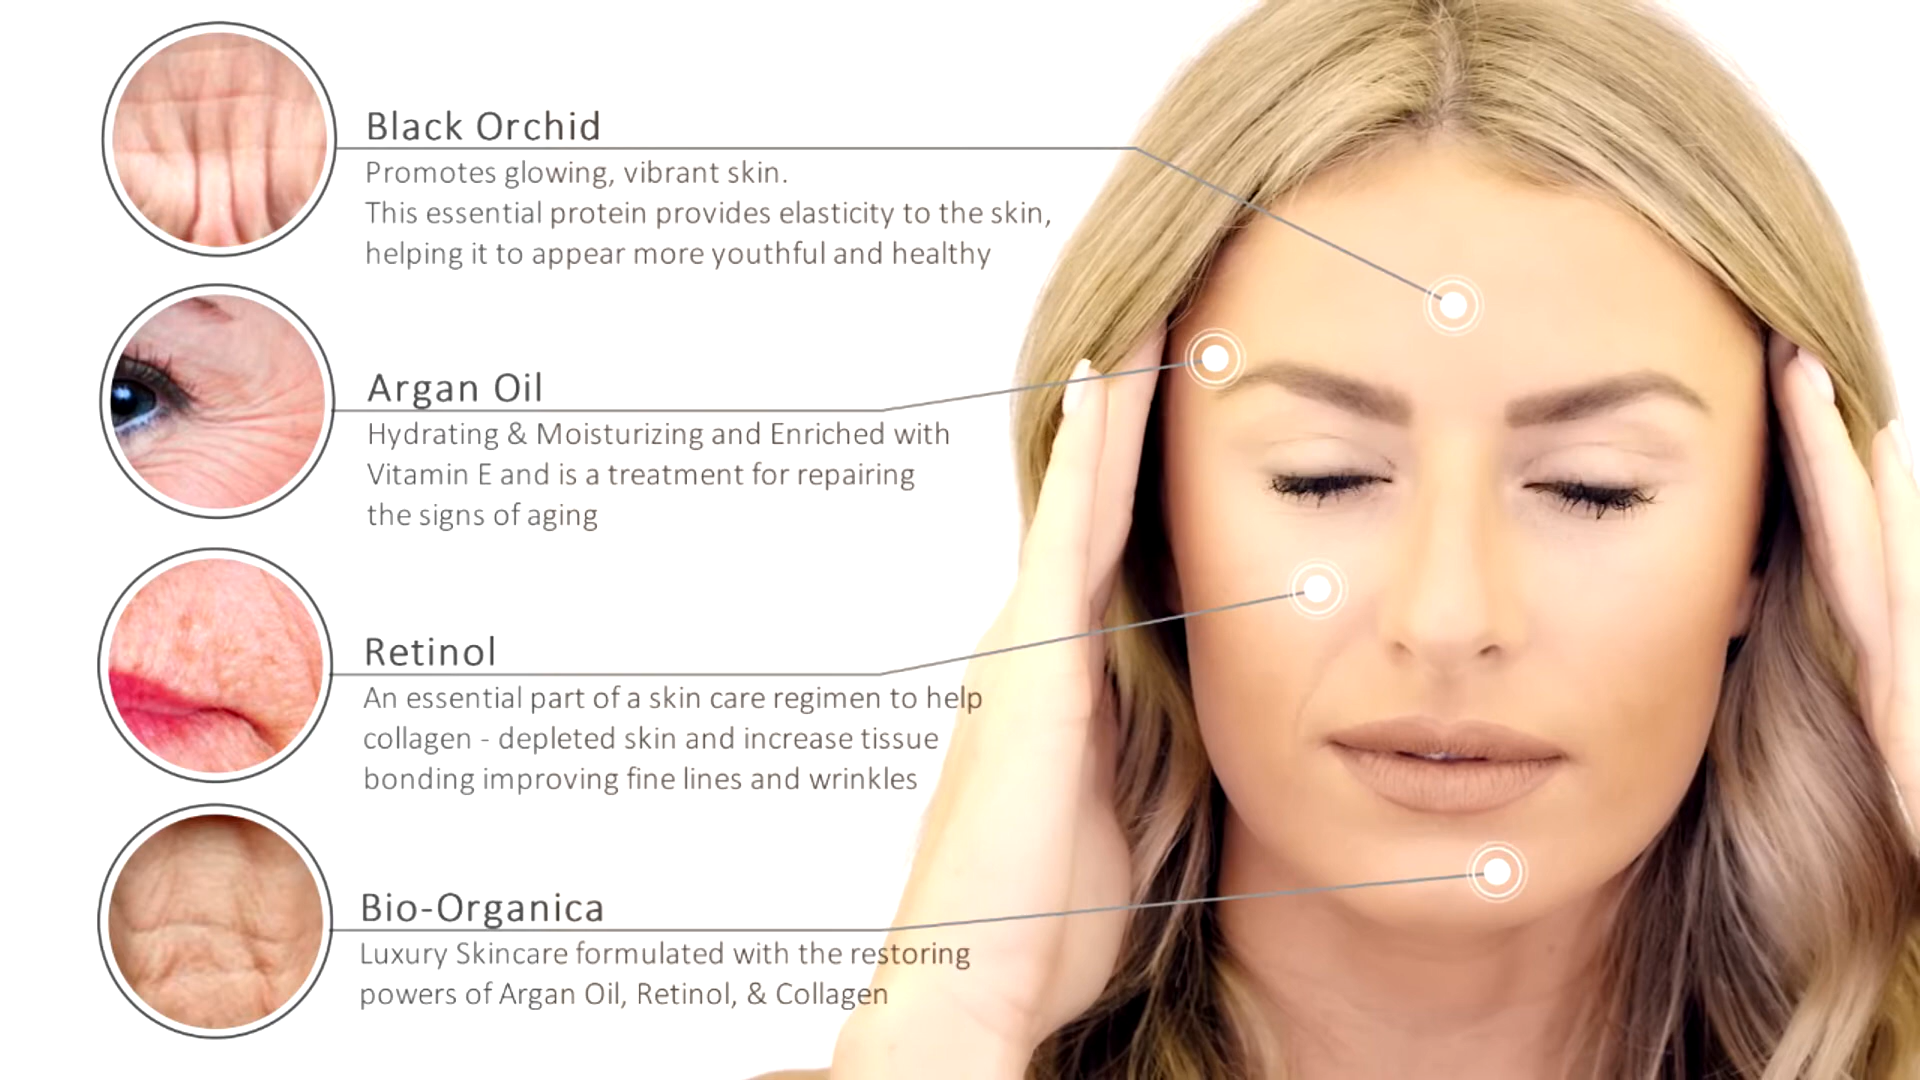 Black Orchid
Promotes glowing, vibrant skin.
This essential protein provides elasticity to the skin,
helping it to appear more youthful and healthy
Argan Oil
Hydrating & Moisturizing and Enriched with
Vitamin E and is a treatment for repairing
the signs of aging
Retinol
An essential part of a skin care regimen to help
collagen - depleted skin and increase tissue
bonding improving fine lines and wrinkles
Bio-Organica
Luxury Skincare formulated with the restoring
powers of Argan Oil, Retinol, & Collagen